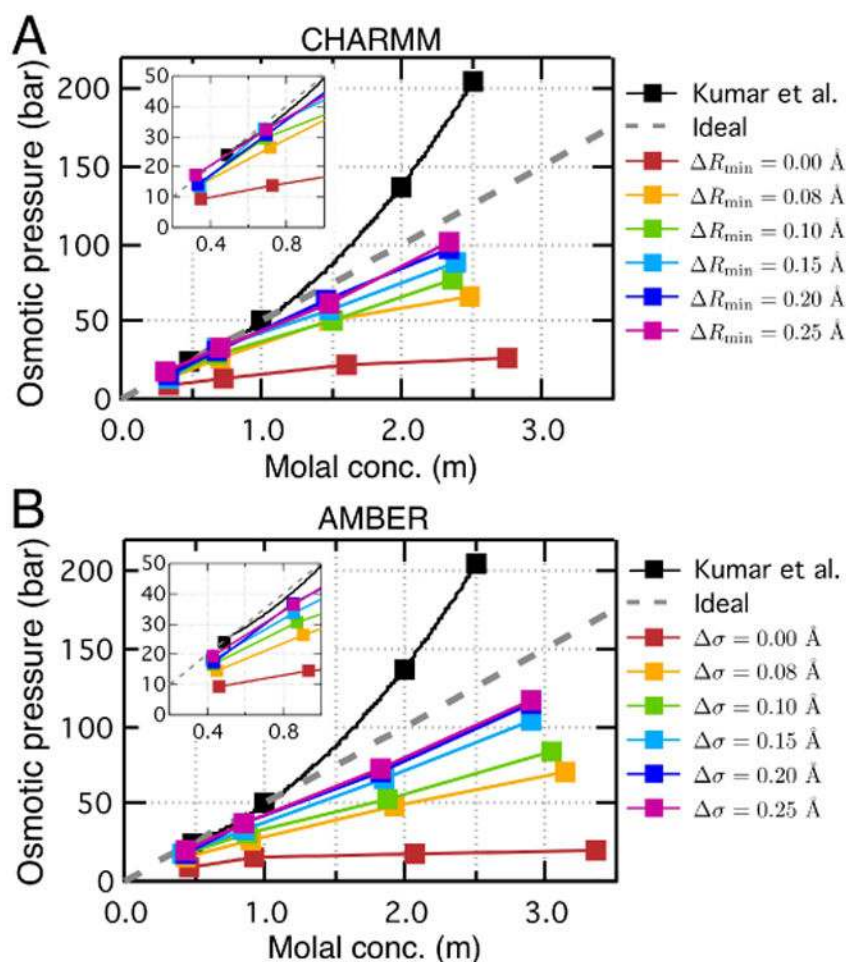 A
CHARMM
Osmotic pressure (bar)
200
150
100
50
0
50
40
30
20
10
0
0.4
0.8
0.0
1.0
2.0
3.0
Molal conc. (m)
Kumar et al.
Ideal
ΔRmin = 0.00 Å
ΔRmin = 0.08 Å
ΔRmin = 0.10 Å
ΔRmin = 0.15 Å
ΔRmin = 0.20 Å
ΔRmin = 0.25 Å
B
AMBER
Osmotic pressure (bar)
200
150
100
50
0
50
40
30
20
10
0
0.4
0.8
0.0
1.0
2.0
3.0
Molal conc. (m)
Kumar et al.
Ideal
Δσ = 0.00 Å
Δσ = 0.08 Å
Δσ = 0.10 Å
Δσ = 0.15 Å
Δσ = 0.20 Å
Δσ = 0.25 Å